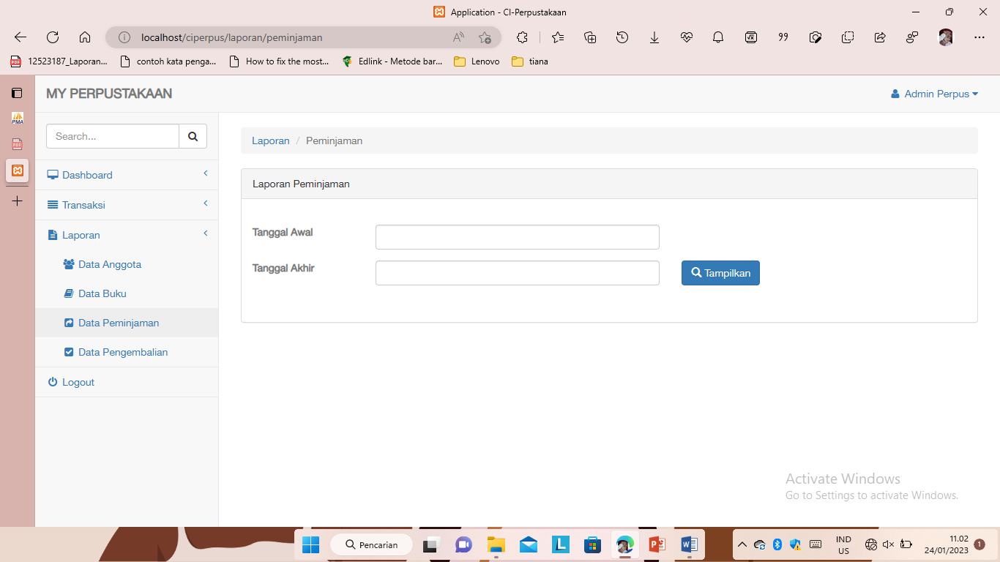 Application - CI-Perpustakaan
localhost/ciperpus/laporan/peminjaman
12523187_Laporan... contoh kata penga... How to fix the most... Edlink - Metode bar... Lenovo tiana
MY PERPUSTAKAAN
Admin Perpus
Search...
Laporan / Peminjaman
Dashboard
Transaksi
Laporan
Data Anggota
Data Buku
Data Peminjaman
Data Pengembalian
Logout
Laporan Peminjaman
Tanggal Awal
Tanggal Akhir
Tampilkan
Activate Windows
Go to Settings to activate Windows.
Pencarian
IND
US
11.02
24/01/2023
1